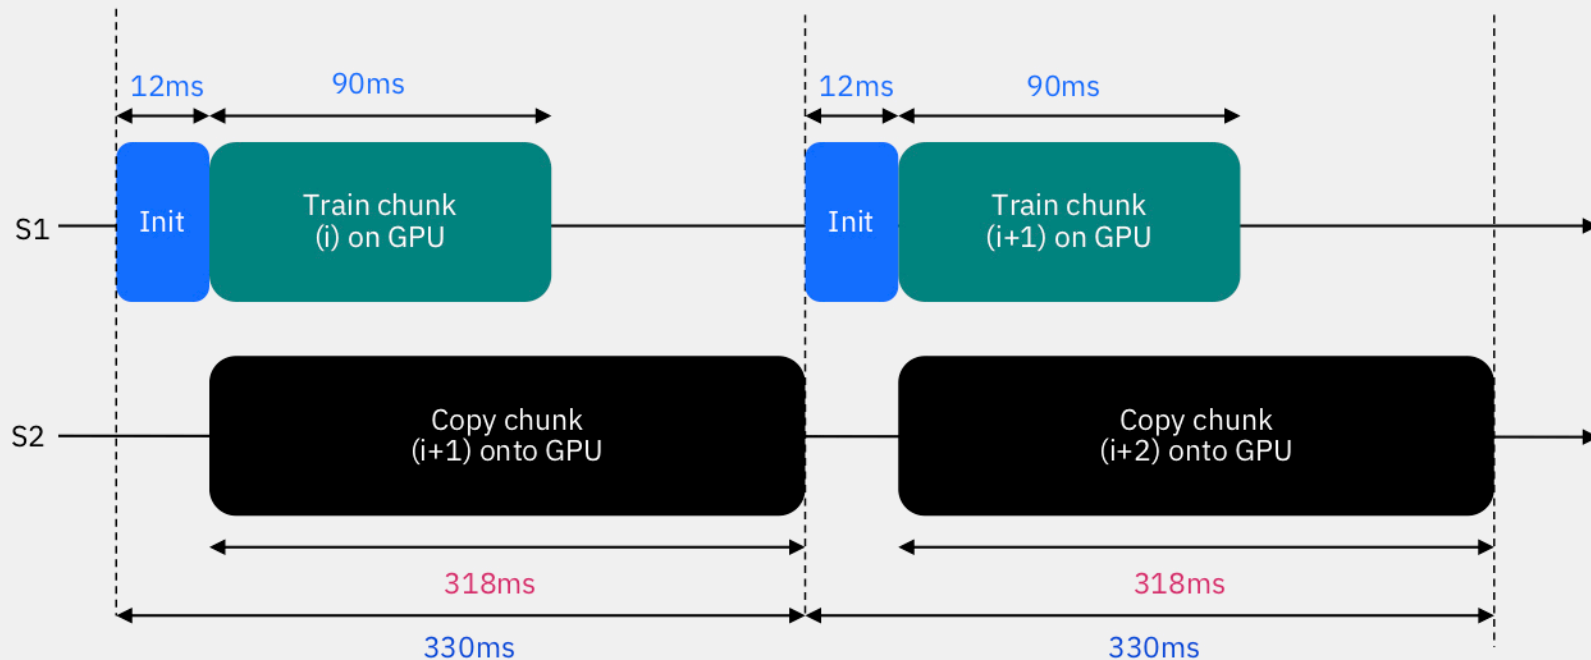 12ms
90ms
12ms
90ms
S1
Init
Train chunk
(i) on GPU
Init
Train chunk
(i+1) on GPU
S2
Copy chunk
(i+1) onto GPU
Copy chunk
(i+2) onto GPU
318ms
318ms
330ms
330ms